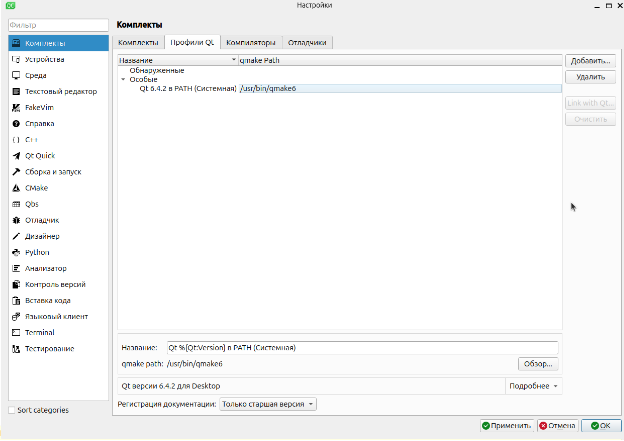 Настройки
Фильтр
Комплекты
Устройства
Среда
Текстовый редактор
FakeVim
Справка
C++
Qt Quick
Сборка и запуск
CMake
Qbs
Отладчик
Дизайнер
Python
Анализатор
Контроль версий
Вставка кода
Языковый клиент
Terminal
Тестирование
Sort categories
Комплекты
Комплекты Профили Qt Компиляторы Отладчики
Название qmake Path
Обнаруженные
Особые
Qt 6.4.2 в PATH (Системная) /usr/bin/qmake6
Добавить...
Удалить
Link with Qt...
Очистить
Название: Qt %{Qt:Version} в PATH (Системная)
qmake path: /usr/bin/qmake6 Обзор...
Qt версии 6.4.2 для Desktop Подробнее
Регистрация документации: Только старшая версия
Применить Отмена OK